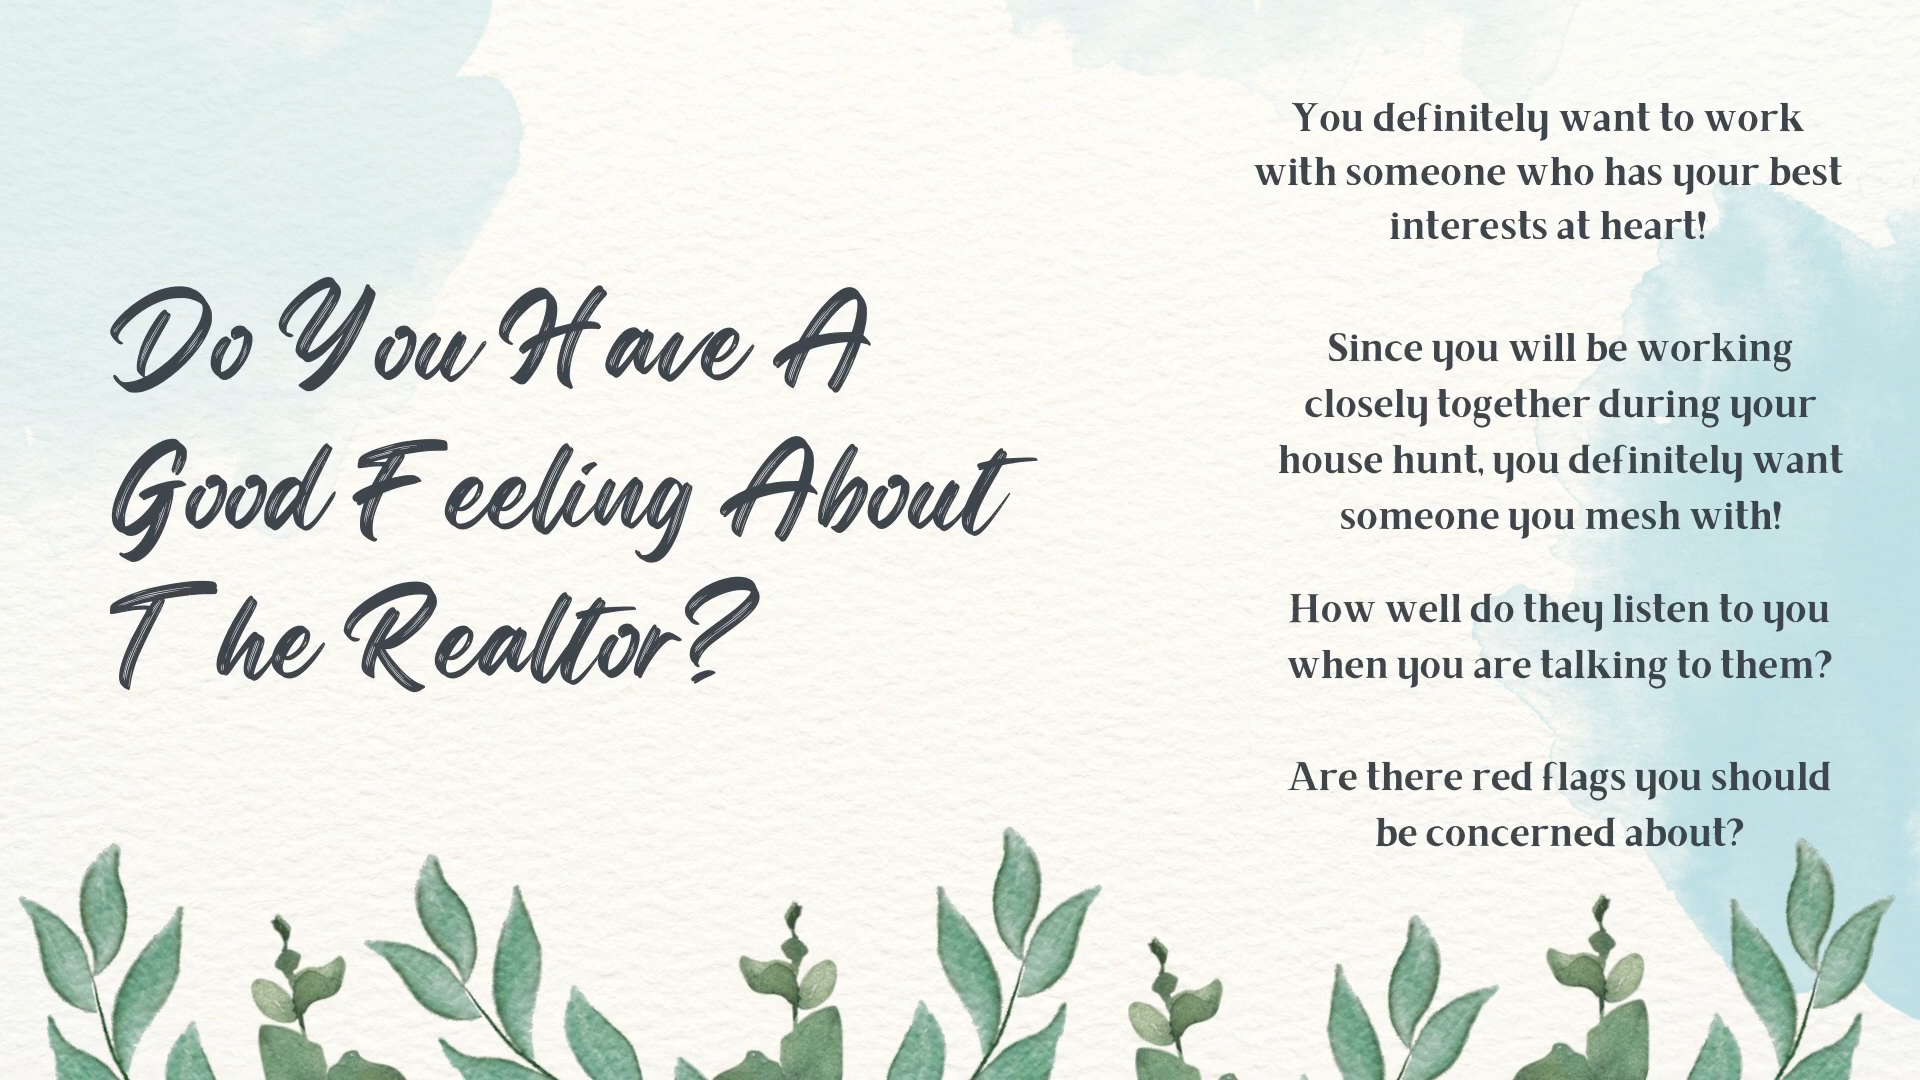 Do You Have A
Good Feeling About
The Realtor?
You definitely want to work
with someone who has your best
interests at heart!
Since you will be working
closely together during your
house hunt, you definitely want
someone you mesh with!
How well do they listen to you
when you are talking to them?
Are there red flags you should
be concerned about?